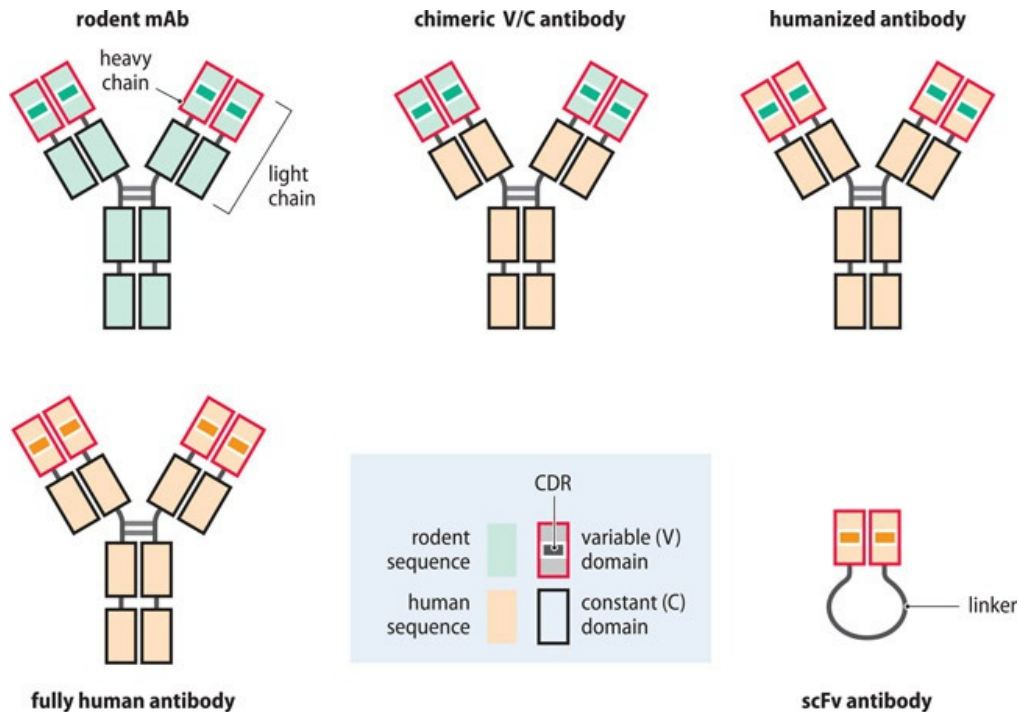 rodent mAb
chimeric V/C antibody
humanized antibody
heavy
chain
light
chain
CDR
rodent
sequence
variable (V)
domain
human
sequence
constant (C)
domain
linker
fully human antibody
scFv antibody